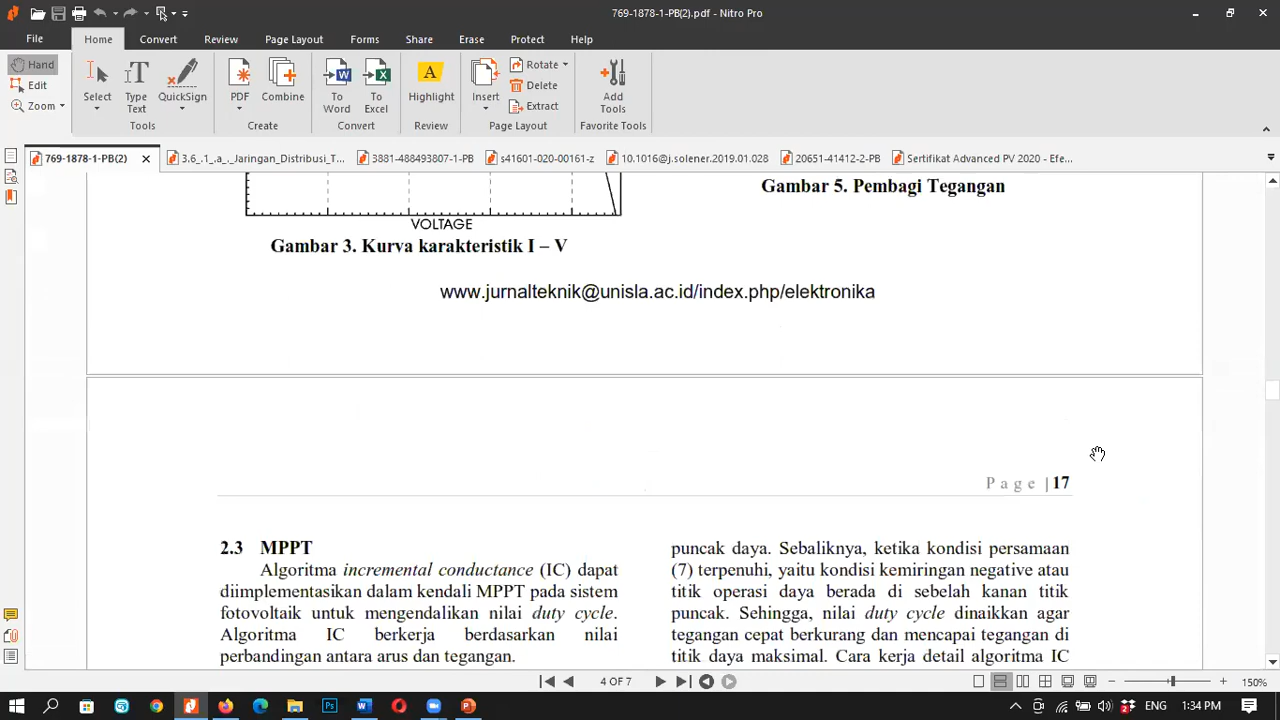 769-1878-1-PB(2).pdf - Nitro Pro
File Home Convert Review Page Layout Forms Share Erase Protect Help
Hand
Edit
Zoom
Select
Type
Text
QuickSign
Tools
PDF
Combine
Create
To
Word
To
Excel
Convert
Highlight
Review
Insert
Rotate
Delete
Extract
Page Layout
Add
Tools
Favorite Tools
769-1878-1-PB(2)
3.6_.1_.a_._Jaringan_Distribusi_T...
3881-488493807-1-PB
s41601-020-00161-z
10.1016@j.solener.2019.01.028
20651-41412-2-PB
Sertifikat Advanced PV 2020 - Efe...
VOLTAGE
Gambar 3. Kurva karakteristik I – V
Gambar 5. Pembagi Tegangan
www.jurnalteknik@unisla.ac.id/index.php/elektronika
Page | 17
2.3 MPPT
Algoritma incremental conductance (IC) dapat
diimplementasikan dalam kendali MPPT pada sistem
fotovoltaik untuk mengendalikan nilai duty cycle.
Algoritma IC berkerja berdasarkan nilai
perbandingan antara arus dan tegangan.
puncak daya. Sebaliknya, ketika kondisi persamaan
(7) terpenuhi, yaitu kondisi kemiringan negative atau
titik operasi daya berada di sebelah kanan titik
puncak. Sehingga, nilai duty cycle dinaikkan agar
tegangan cepat berkurang dan mencapai tegangan di
titik daya maksimal. Cara kerja detail algoritma IC
4 OF 7
150%
ENG
1:34 PM